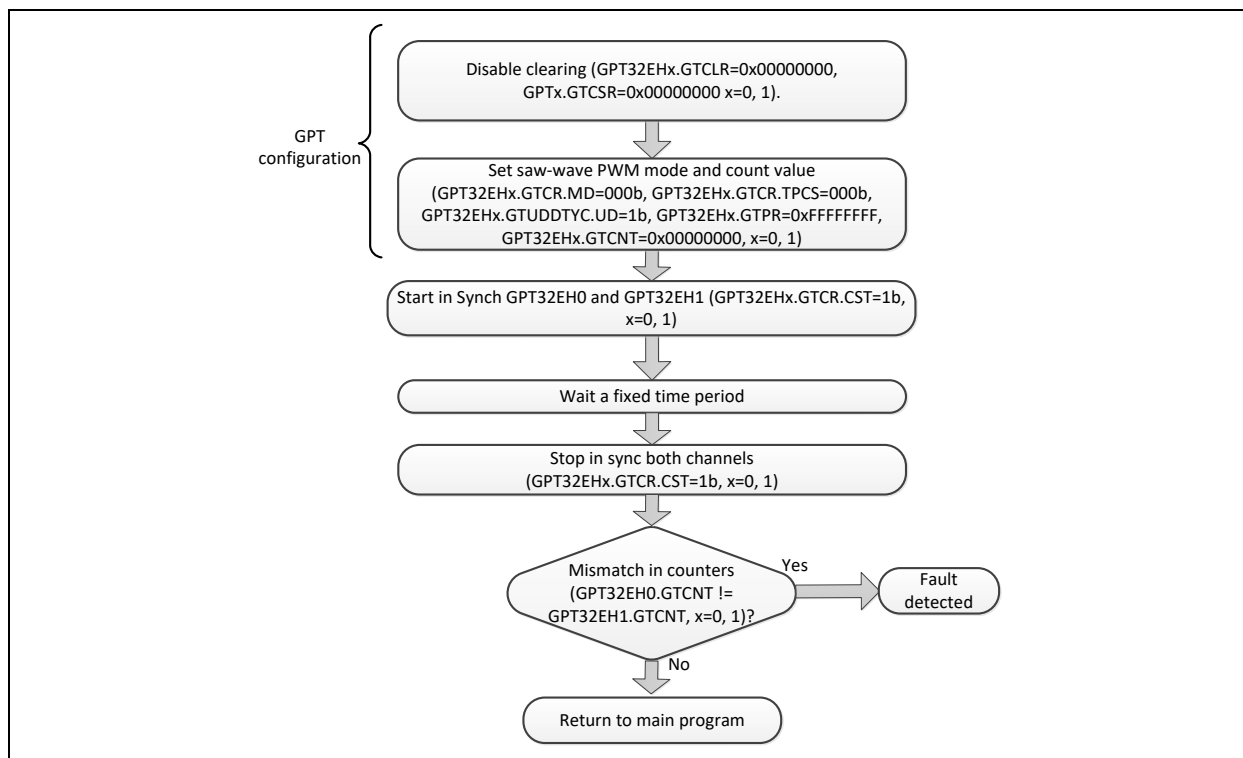 Disable clearing (GPT32EHx.GTCLR=0x00000000,
GPTx.GTCSR=0x00000000 x=0, 1).
GPT
configuration
Set saw-wave PWM mode and count value
(GPT32EHx.GTCR.MD=000b, GPT32EHx.GTCR.TPCS=000b,
GPT32EHx.GTUDDTYC.UD=1b, GPT32EHx.GTPR=0xFFFFFFFF,
GPT32EHx.GTCNT=0x00000000, x=0, 1)
Start in Synch GPT32EH0 and GPT32EH1 (GPT32EHx.GTCR.CST=1b,
x=0, 1)
Wait a fixed time period
Stop in sync both channels
(GPT32EHx.GTCR.CST=1b, x=0, 1)
Mismatch in counters
(GPT32EH0.GTCNT !=
GPT32EH1.GTCNT, x=0, 1)?
Yes
Fault
detected
No
Return to main program